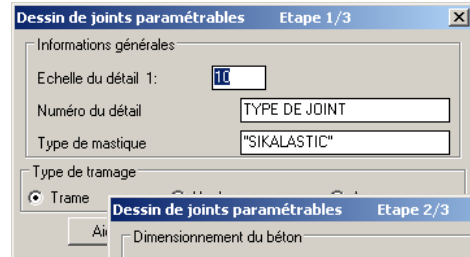 Dessin de joints paramétrables Etape 1/3
Informations générales
Echelle du détail 1: 10
Numéro du détail TYPE DE JOINT
Type de mastique "SIKALASTIC"
Type de tramage
Trame
Dessin de joints paramétrables Etape 2/3
Dimensionnement du béton